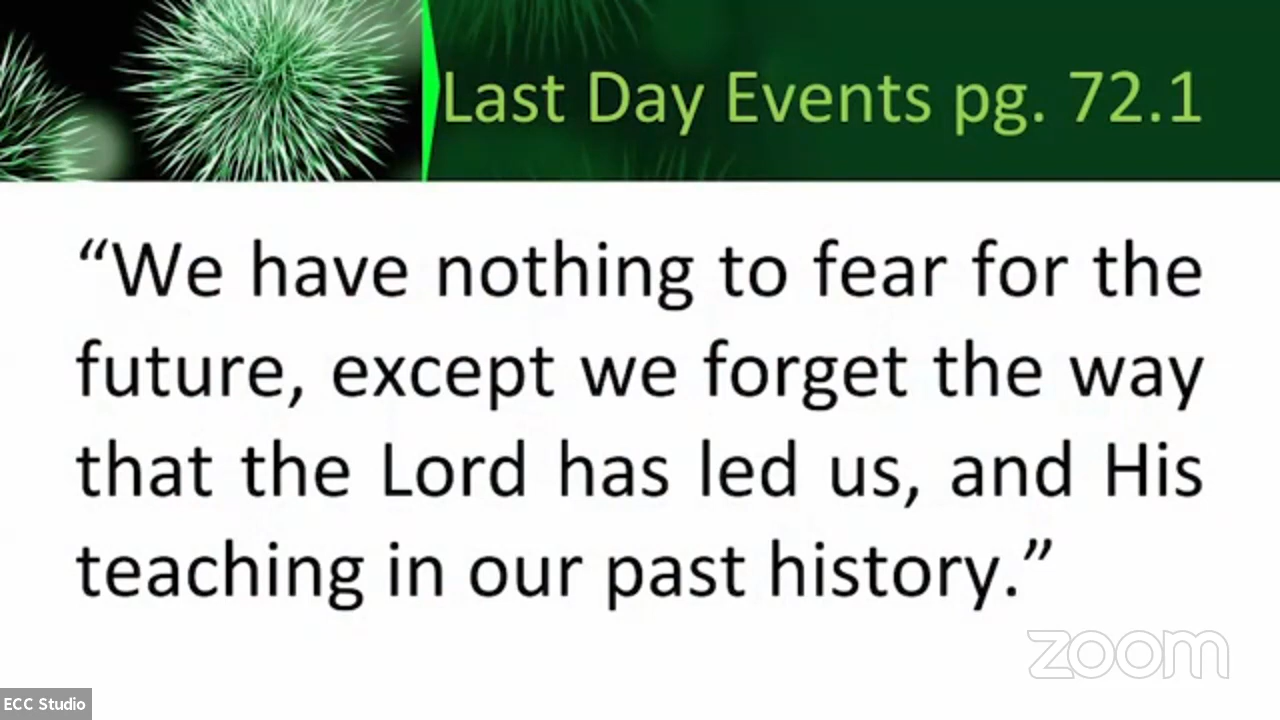 Last Day Events pg. 72.1
“We have nothing to fear for the
future, except we forget the way
that the Lord has led us, and His
teaching in our past history.”
zoom
ECC Studio